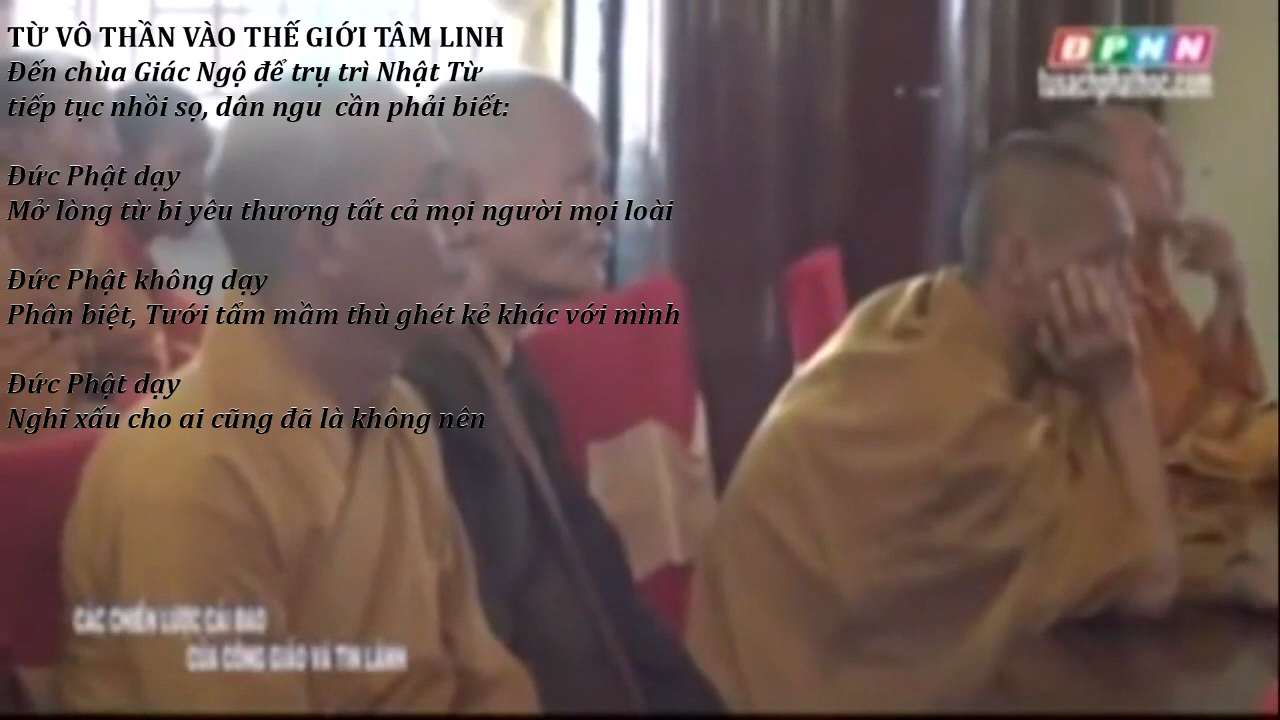 TỪ VÔ THẦN VÀO THẾ GIỚI TÂM LINH
Đến chùa Giác Ngộ để trụ trì Nhật Từ
tiếp tục nhồi sọ, dân ngu cần phải biết:
Đức Phật dạy
Mở lòng từ bi yêu thương tất cả mọi người mọi loài
Đức Phật không dạy
Phân biệt, Tưới tẩm mầm thù ghét kẻ khác với mình
Đức Phật dạy
Nghĩ xấu cho ai cũng đã là không nên
ĐPNN
tusachphathoc.com
CÁC CHIẾN LƯỢC CẢI ĐẠO
CỦA CÔNG GIÁO VÀ TIN LÀNH